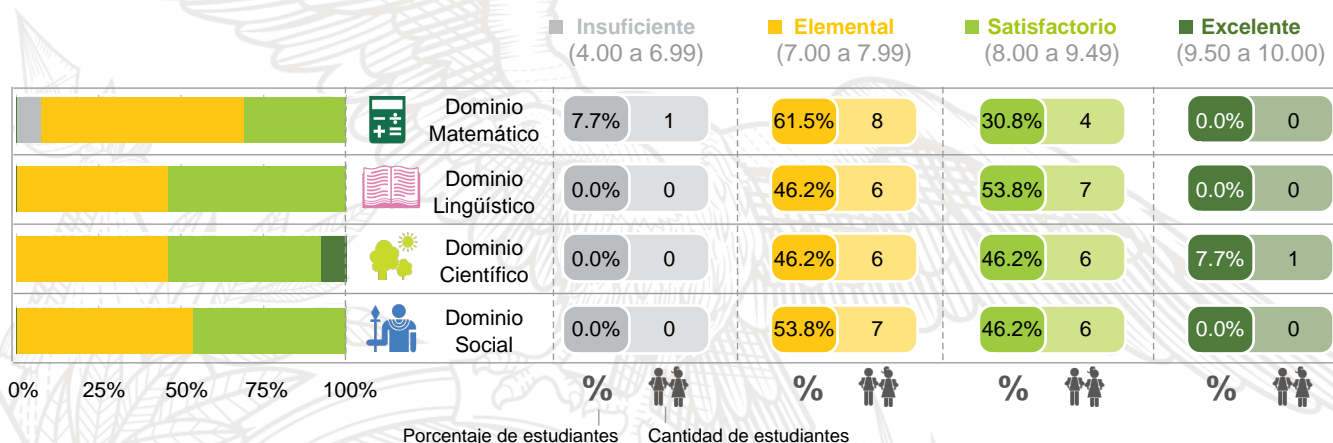 Insuficiente Elemental Satisfactorio Excelente
(4.00 a 6.99) (7.00 a 7.99) (8.00 a 9.49) (9.50 a 10.00)
Dominio
Matemático
7.7% 1 61.5% 8 30.8% 4 0.0% 0
Dominio
Lingüístico
0.0% 0 46.2% 6 53.8% 7 0.0% 0
Dominio
Científico
0.0% 0 46.2% 6 46.2% 6 7.7% 1
Dominio
Social
0.0% 0 53.8% 7 46.2% 6 0.0% 0
0% 25% 50% 75% 100% % % % %
Porcentaje de estudiantes Cantidad de estudiantes